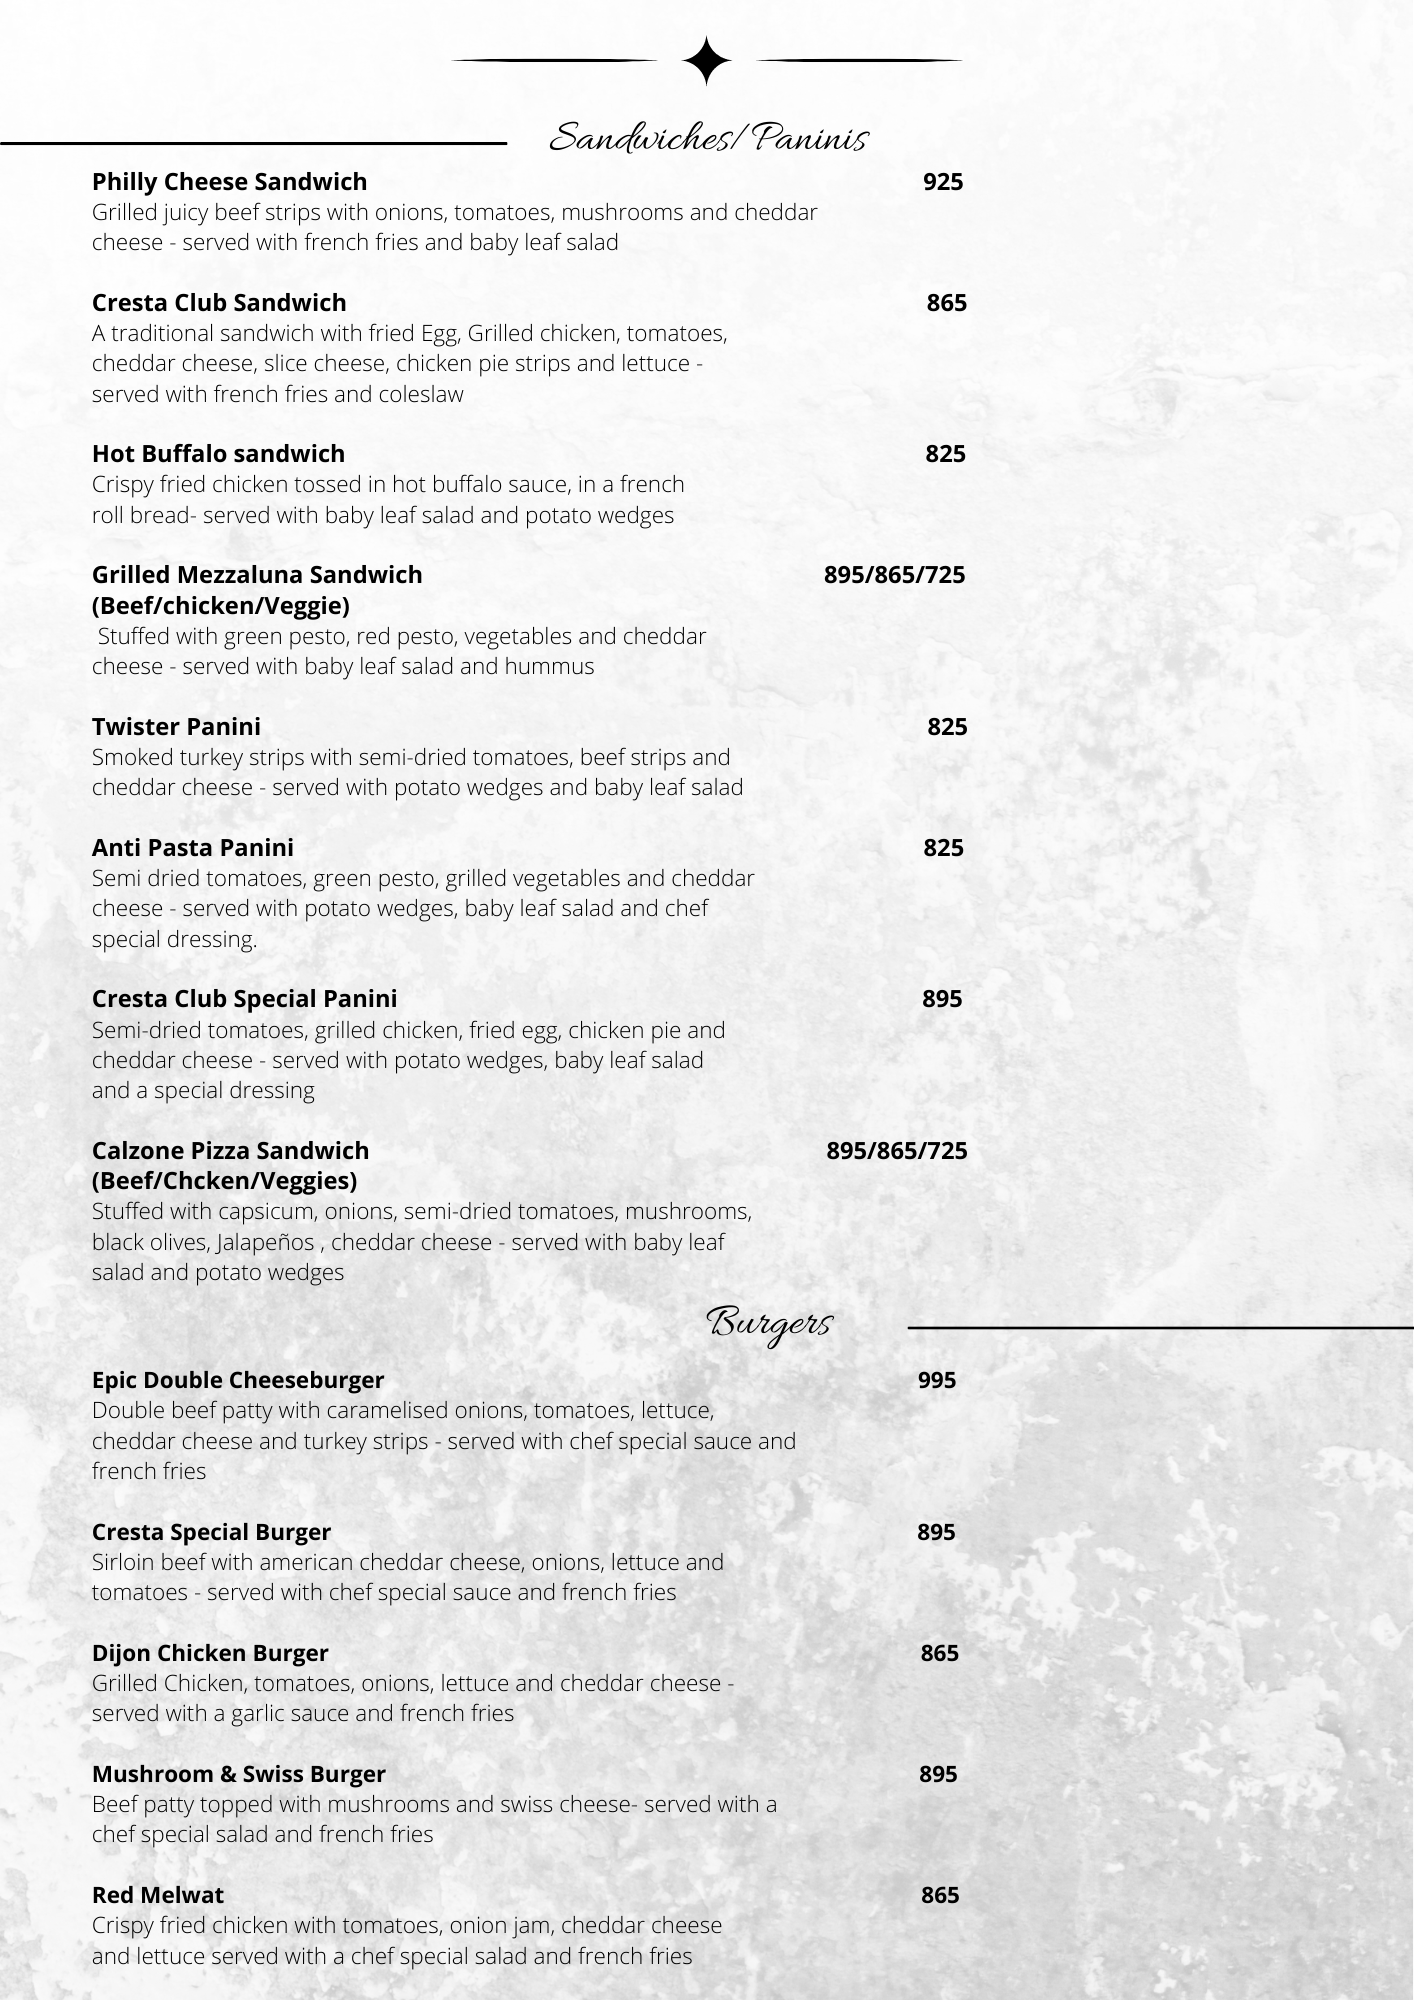 Sandwiches/Paninis
Philly Cheese Sandwich 925
Grilled juicy beef strips with onions, tomatoes, mushrooms and cheddar
cheese - served with french fries and baby leaf salad
Cresta Club Sandwich 865
A traditional sandwich with fried Egg, Grilled chicken, tomatoes,
cheddar cheese, slice cheese, chicken pie strips and lettuce -
served with french fries and coleslaw
Hot Buffalo sandwich 825
Crispy fried chicken tossed in hot buffalo sauce, in a french
roll bread- served with baby leaf salad and potato wedges
Grilled Mezzaluna Sandwich 895/865/725
(Beef/chicken/Veggie)
Stuffed with green pesto, red pesto, vegetables and cheddar
cheese - served with baby leaf salad and hummus
Twister Panini 825
Smoked turkey strips with semi-dried tomatoes, beef strips and
cheddar cheese - served with potato wedges and baby leaf salad
Anti Pasta Panini 825
Semi dried tomatoes, green pesto, grilled vegetables and cheddar
cheese - served with potato wedges, baby leaf salad and chef
special dressing.
Cresta Club Special Panini 895
Semi-dried tomatoes, grilled chicken, fried egg, chicken pie and
cheddar cheese - served with potato wedges, baby leaf salad
and a special dressing
Calzone Pizza Sandwich 895/865/725
(Beef/Chcken/Veggies)
Stuffed with capsicum, onions, semi-dried tomatoes, mushrooms,
black olives, Jalapeños , cheddar cheese - served with baby leaf
salad and potato wedges
Burgers
Epic Double Cheeseburger 995
Double beef patty with caramelised onions, tomatoes, lettuce,
cheddar cheese and turkey strips - served with chef special sauce and
french fries
Cresta Special Burger 895
Sirloin beef with american cheddar cheese, onions, lettuce and
tomatoes - served with chef special sauce and french fries
Dijon Chicken Burger 865
Grilled Chicken, tomatoes, onions, lettuce and cheddar cheese -
served with a garlic sauce and french fries
Mushroom & Swiss Burger 895
Beef patty topped with mushrooms and swiss cheese- served with a
chef special salad and french fries
Red Melwat 865
Crispy fried chicken with tomatoes, onion jam, cheddar cheese
and lettuce served with a chef special salad and french fries